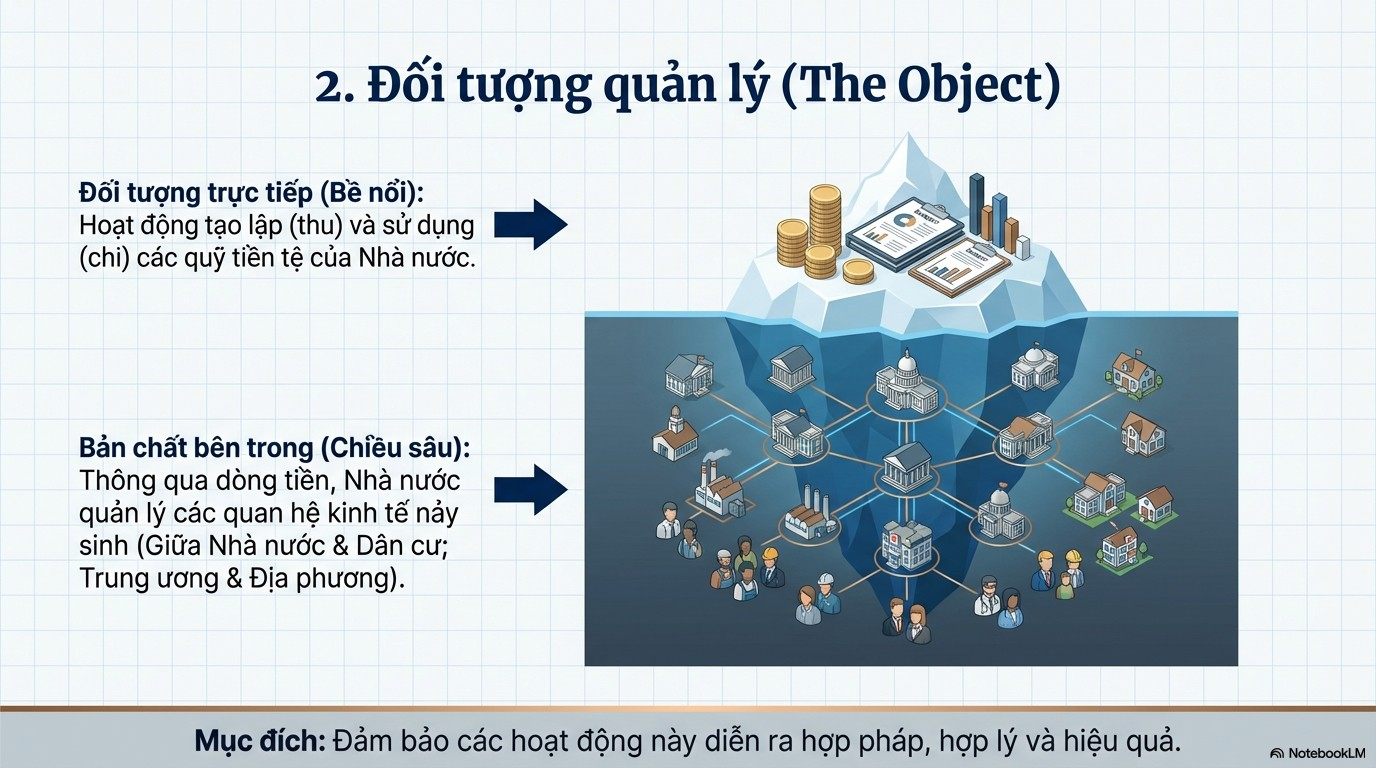 2. Đối tượng quản lý (The Object)
Đối tượng trực tiếp (Bề nổi):
Hoạt động tạo lập (thu) và sử dụng
(chi) các quỹ tiền tệ của Nhà nước.
Bản chất bên trong (Chiều sâu):
Thông qua dòng tiền, Nhà nước
quản lý các quan hệ kinh tế nảy
sinh (Giữa Nhà nước & Dân cư;
Trung ương & Địa phương).
Mục đích: Đảm bảo các hoạt động này diễn ra hợp pháp, hợp lý và hiệu quả.
NotebookLM